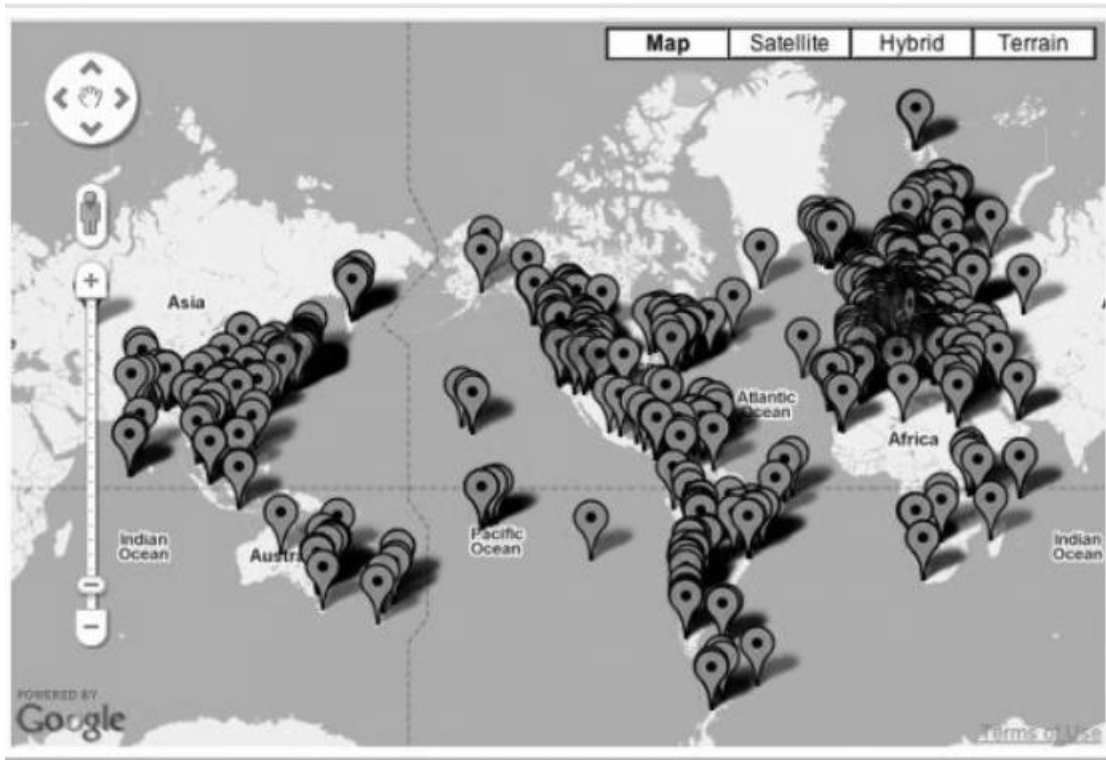 Map Satellite Hybrid Terrain
Asia
Atlantic
Ocean
Africa
Indian
Ocean
Pacific
Ocean
Indian
Ocean
POWERED BY
Google
Terms of Use